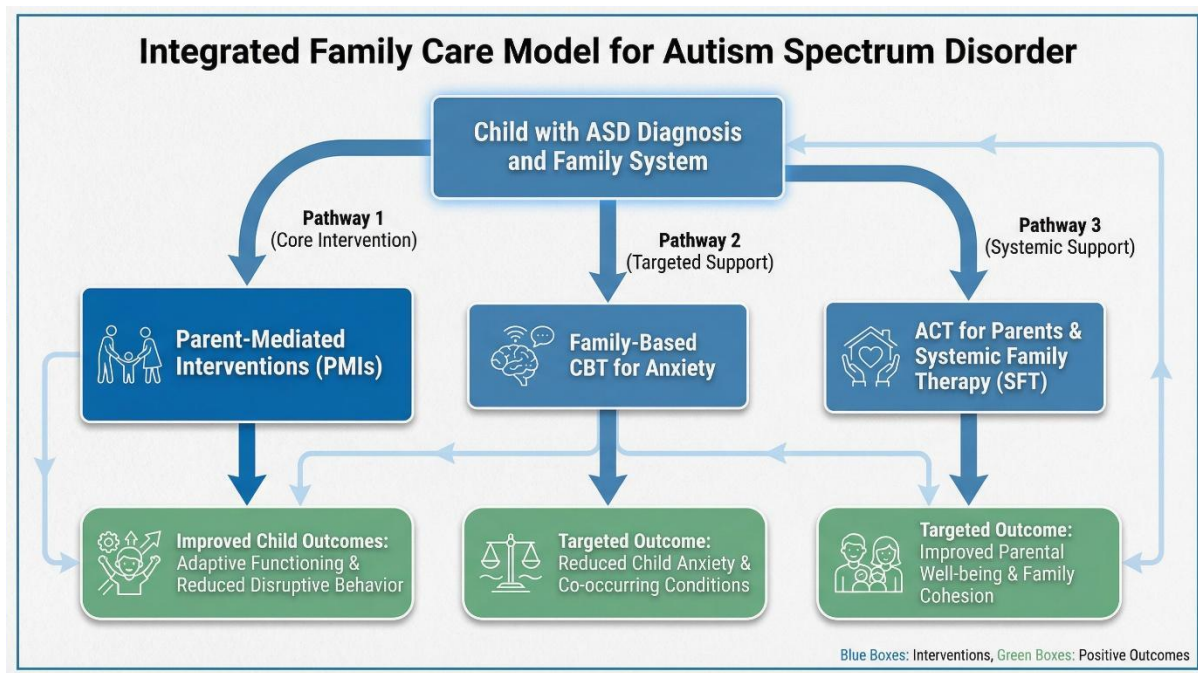 Integrated Family Care Model for Autism Spectrum Disorder
Child with ASD Diagnosis
and Family System
Pathway 1
(Core Intervention)
Pathway 2
(Targeted Support)
Pathway 3
(Systemic Support)
Parent-Mediated
Interventions (PMIs)
Family-Based
CBT for Anxiety
ACT for Parents &
Systemic Family
Therapy (SFT)
Improved Child Outcomes:
Adaptive Functioning &
Reduced Disruptive Behavior
Targeted Outcome:
Reduced Child Anxiety &
Co-occurring Conditions
Targeted Outcome:
Improved Parental
Well-being & Family
Cohesion
Blue Boxes: Interventions, Green Boxes: Positive Outcomes